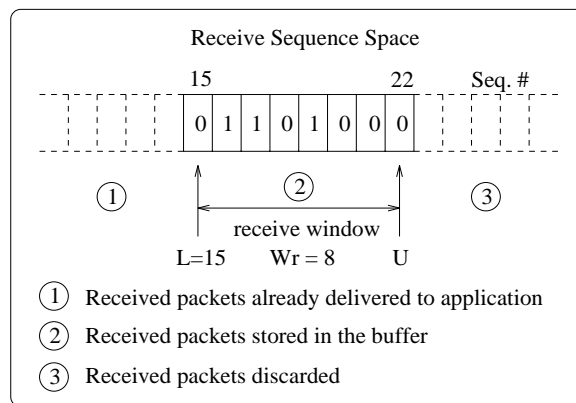 Receive Sequence Space
15 22 Seq. #
0 1 1 0 1 0 0 0
1 2 3
receive window
L=15 Wr = 8 U
1 Received packets already delivered to application
2 Received packets stored in the buffer
3 Received packets discarded